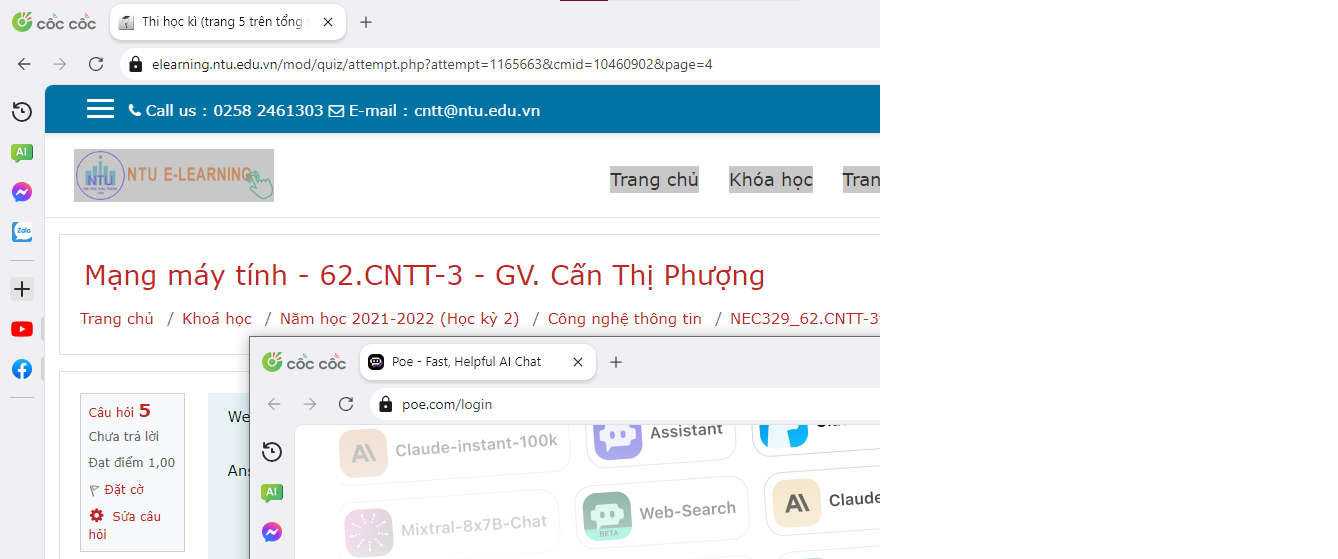 cốc cốc
Thi học kì (trang 5 trên tổng
elearning.ntu.edu.vn/mod/quiz/attempt.php?attempt=1165663&cmid=10460902&page=4
Call us : 0258 2461303 E-mail : cntt@ntu.edu.vn
AI
NTU
NTU E-LEARNING
Trang chủ Khóa học Tran
Zalo
Mạng máy tính - 62.CNTT-3 - GV. Cấn Thị Phượng
Trang chủ / Khoá học / Năm học 2021-2022 (Học kỳ 2) / Công nghệ thông tin / NEC329_62.CNTT-3
cốc cốc
Poe - Fast, Helpful AI Chat
poe.com/login
Câu hỏi 5
Chưa trả lời
Đạt điểm 1,00
Đặt cờ
Sửa câu
hỏi
We
Ans
AI
Claude-instant-100k
Assistant
Mixtral-8x7B-Chat
Web-Search
BETA
Claude